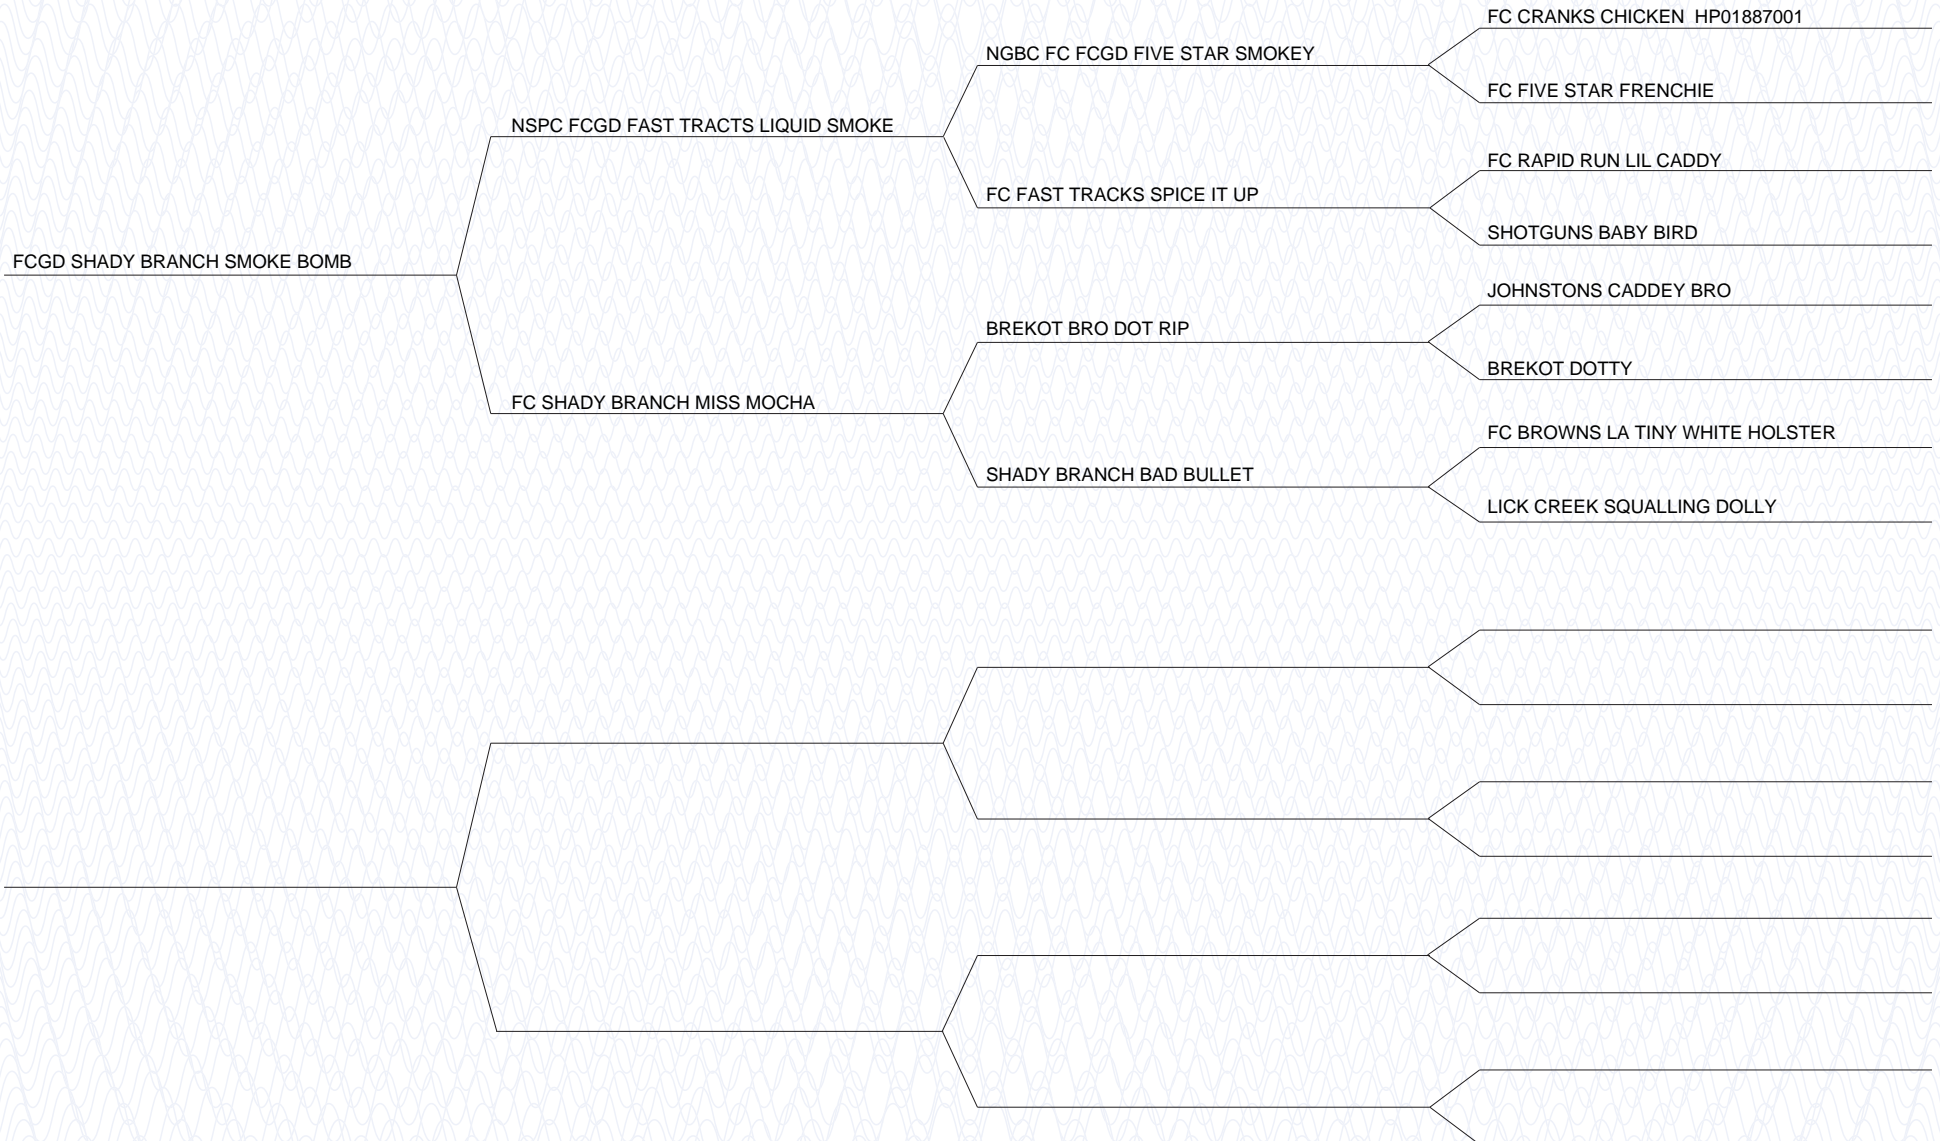 FC CRANKS CHICKEN  HP01887001
NGBC FC FCGD FIVE STAR SMOKEY
FC FIVE STAR FRENCHIE
NSPC FCGD FAST TRACTS LIQUID SMOKE
FC RAPID RUN LIL CADDY
FC FAST TRACKS SPICE IT UP
SHOTGUNS BABY BIRD
FCGD SHADY BRANCH SMOKE BOMB
JOHNSTONS CADDEY BRO
BREKOT BRO DOT RIP
BREKOT DOTTY
FC SHADY BRANCH MISS MOCHA
FC BROWNS LA TINY WHITE HOLSTER
SHADY BRANCH BAD BULLET
LICK CREEK SQUALLING DOLLY